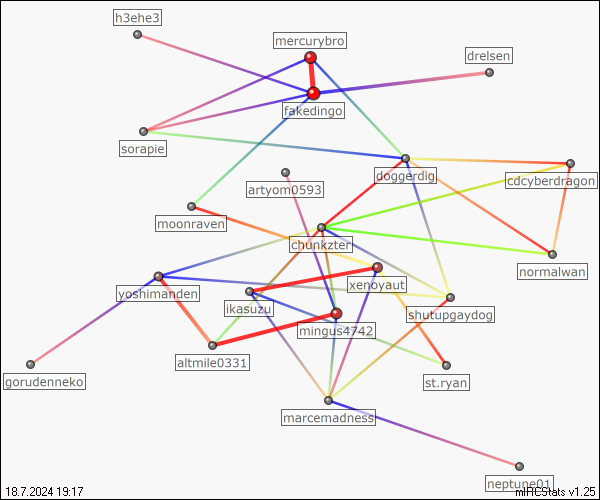 h3ehe3
mercurybro
drelsen
fakedingo
sorapie
doggerdig
cdcyberdragon
artyom0593
moonraven
chunkzter
normalwan
xenoyaut
yoshimanden
ikasuzu
shutupgaydog
mingus4742
altmile0331
gorudenneko
st.ryan
marcemadness
neptune01
18.7.2024 19:17
mIRCStats v1.25